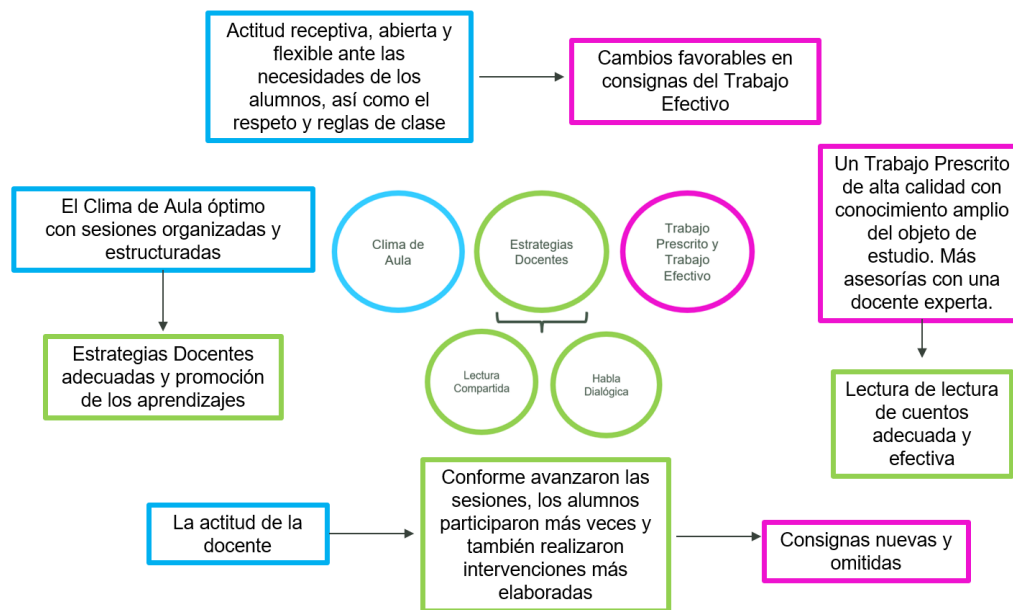 Actitud receptiva, abierta y
flexible ante las
necesidades de los
alumnos, así como el
respeto y reglas de clase
Cambios favorables en
consignas del Trabajo
Efectivo
El Clima de Aula óptimo
con sesiones organizadas y
estructuradas
Estrategias Docentes
adecuadas y promoción
de los aprendizajes
Clima de
Aula
Estrategias
Docentes
Trabajo
Prescrito y
Trabajo
Efectivo
Lectura
Compartida
Habla
Dialógica
Un Trabajo Prescrito
de alta calidad con
conocimiento amplio
del objeto de
estudio. Más
asesorías con una
docente experta.
Lectura de lectura
de cuentos
adecuada y
efectiva
La actitud de la
docente
Conforme avanzaron las
sesiones, los alumnos
participaron más veces y
también realizaron
intervenciones más
elaboradas
Consignas nuevas y
omitidas